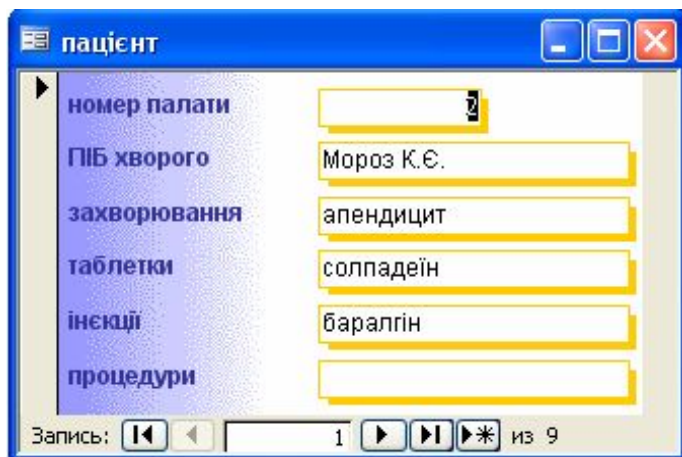 пацієнт
номер палати 2
ПІБ хворого Мороз К.Є.
захворювання апендицит
таблетки солпадеїн
інєкції баралгін
процедури
Запись: 1 из 9